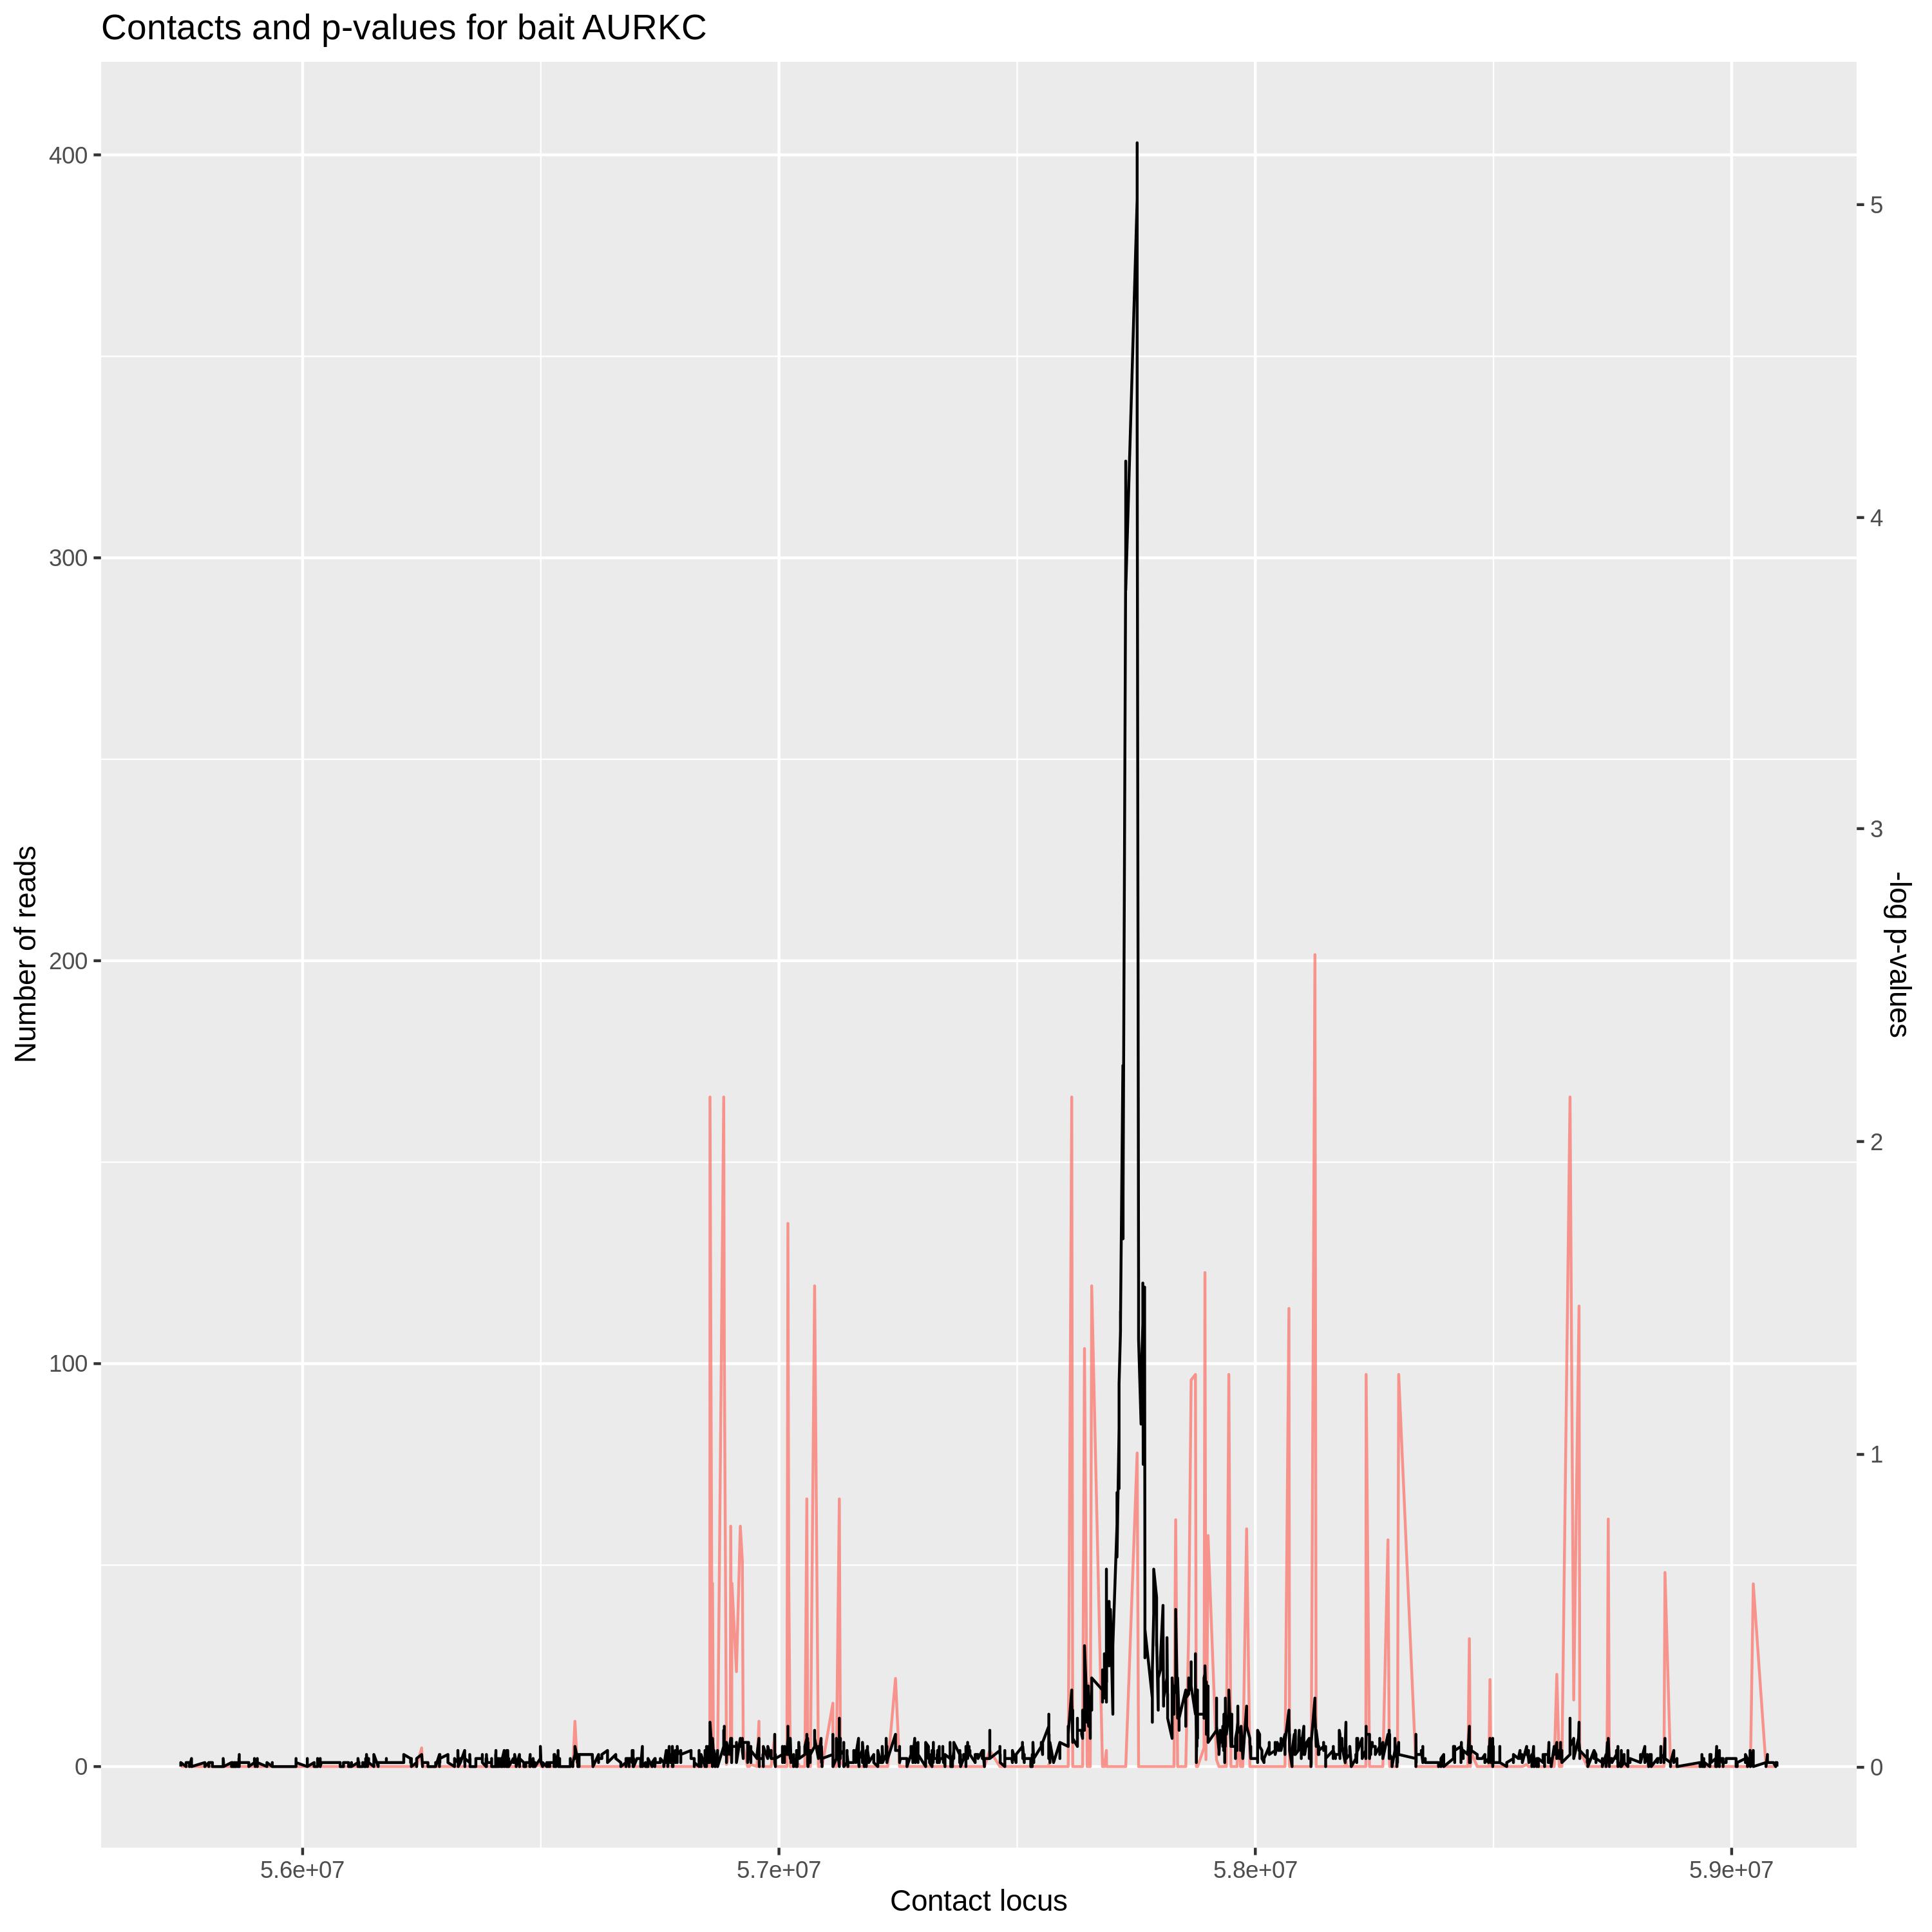 Contacts and p-values for bait AURKC
Number of reads
400
300
200
100
0
5
4
3
2
1
0
-log p-values
5.6e+07
5.7e+07
5.8e+07
5.9e+07
Contact locus